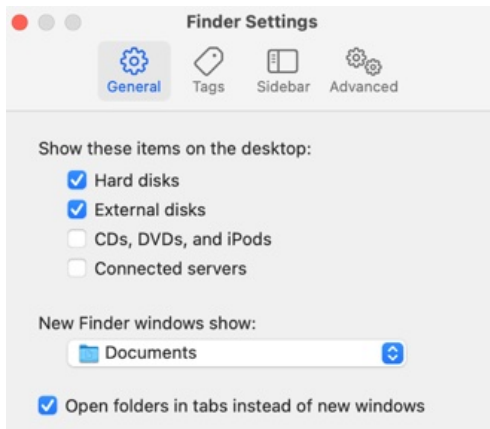 Finder Settings
General Tags Sidebar Advanced
Show these items on the desktop:
Hard disks
External disks
CDs, DVDs, and iPods
Connected servers
New Finder windows show:
Documents
Open folders in tabs instead of new windows